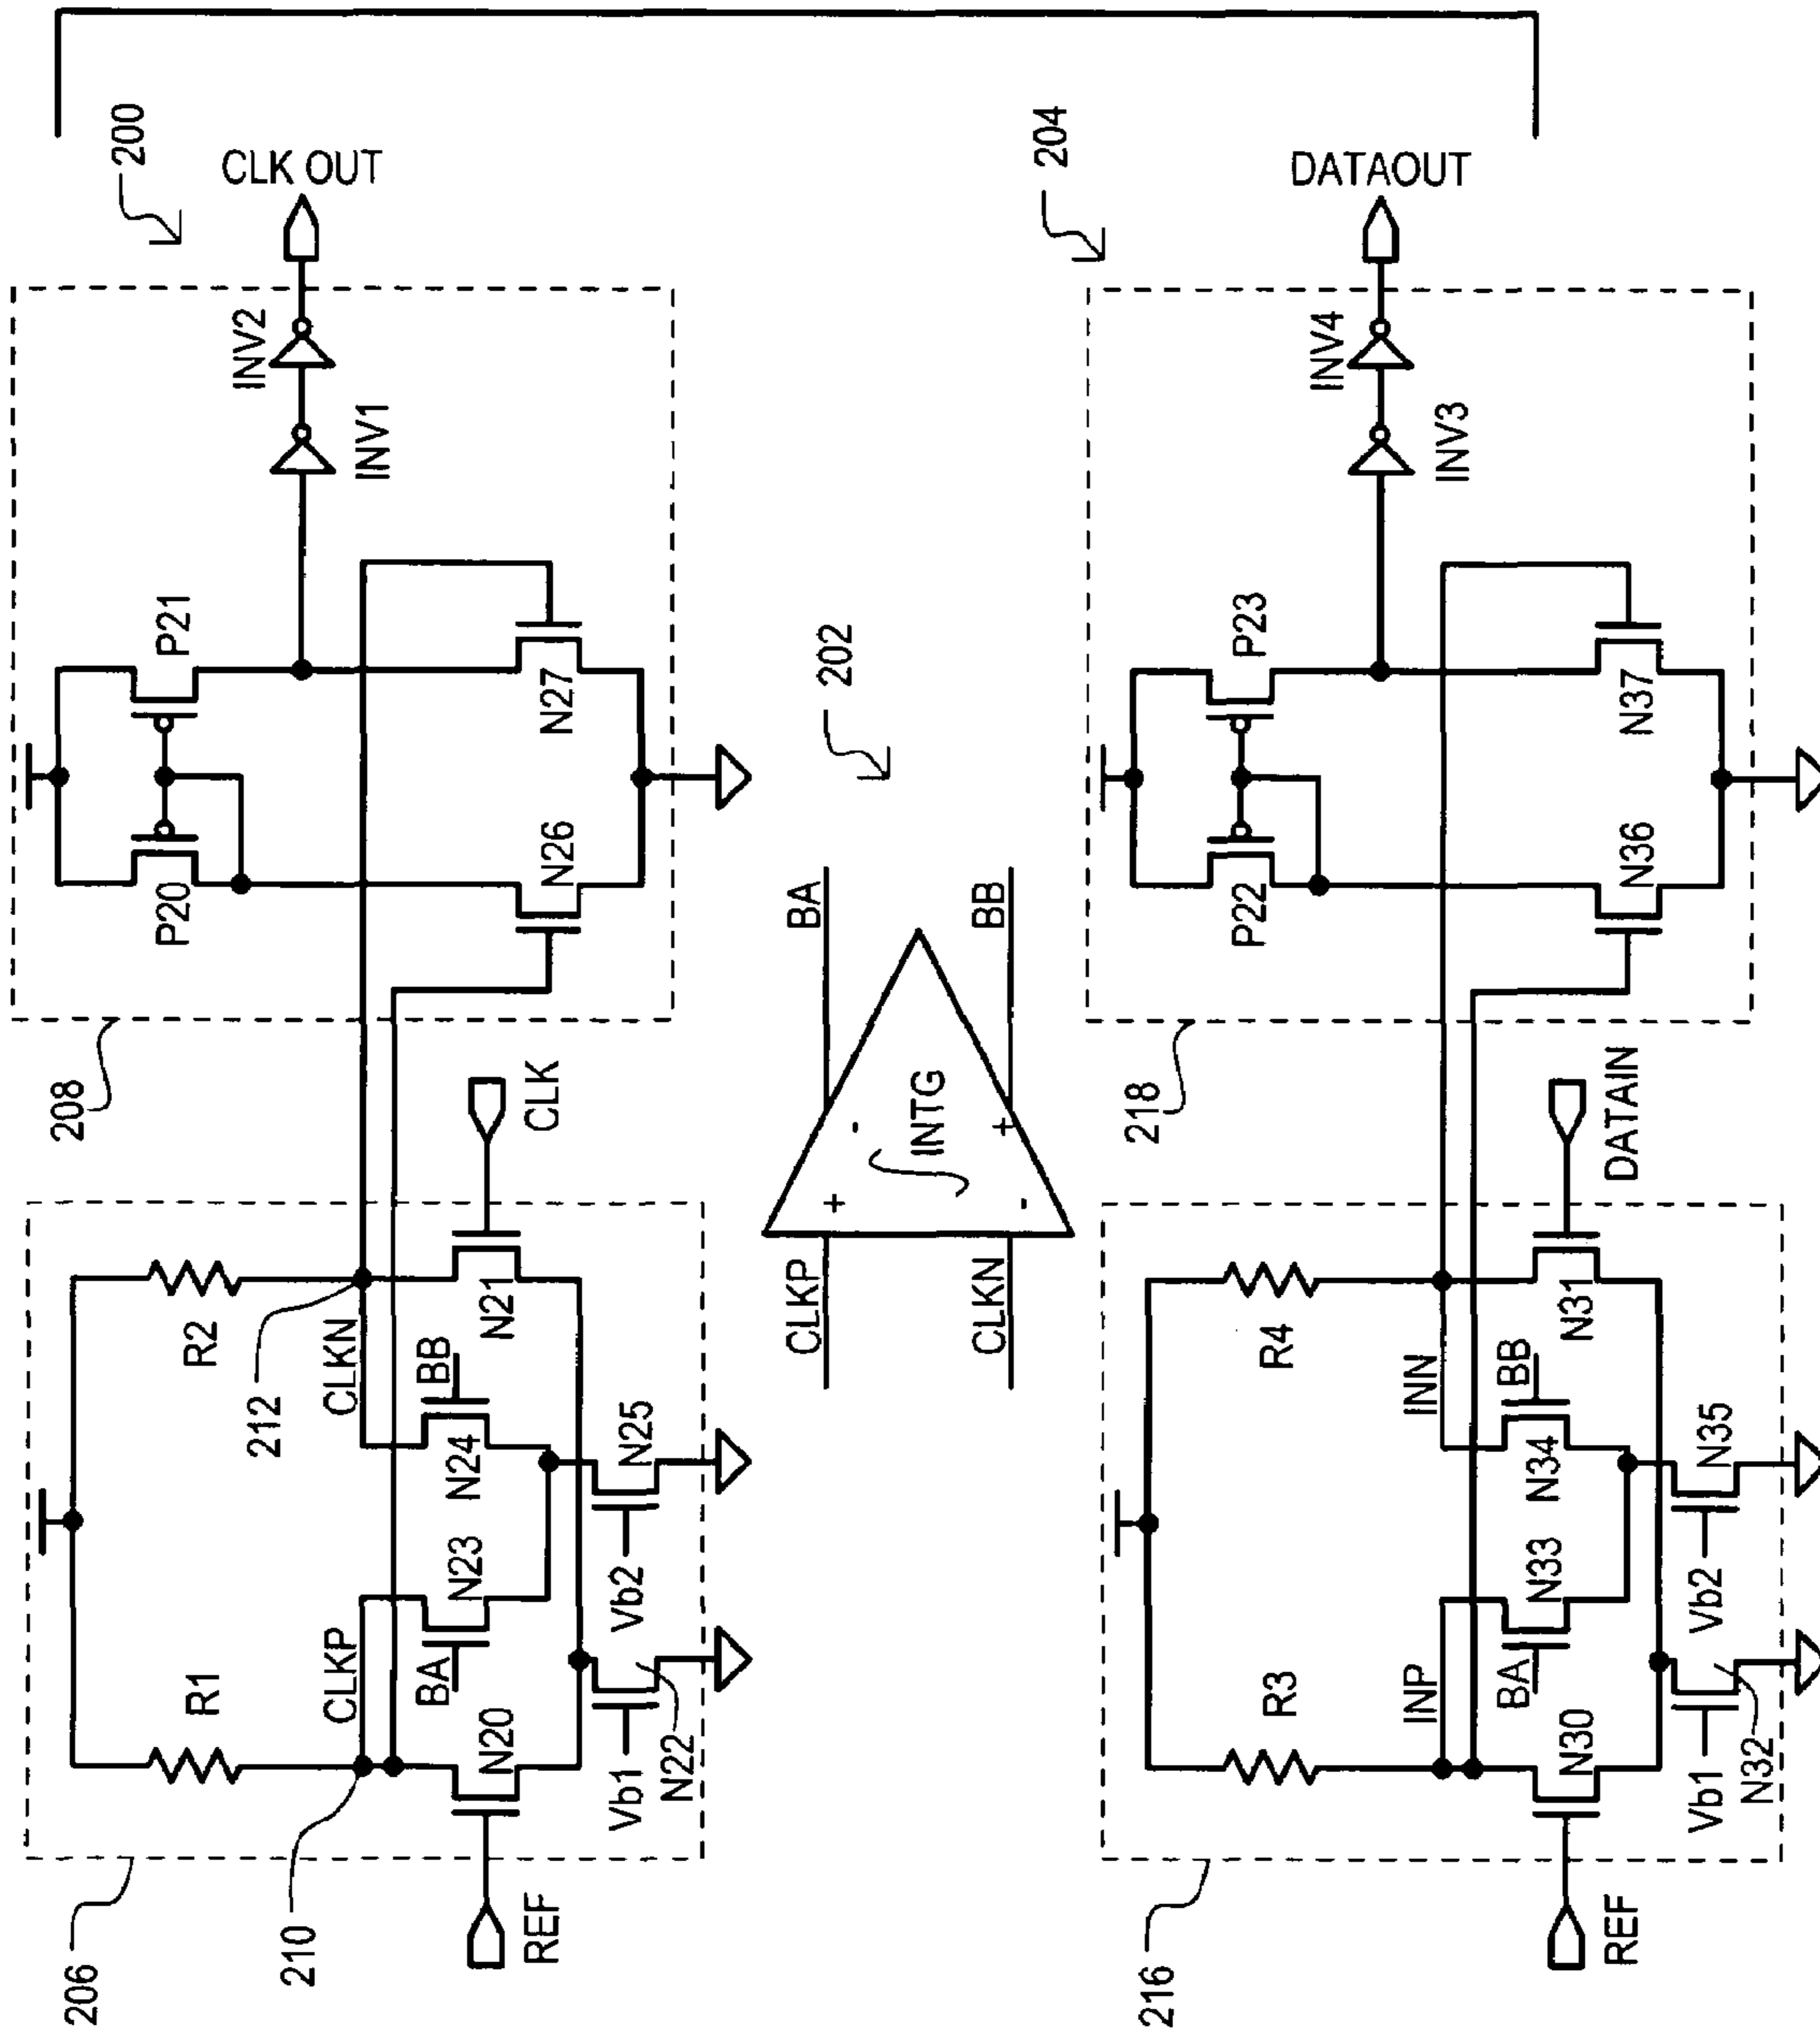 200
CLK OUT
INV2
INV1
P21
P20
N27
N26
208
CLK
R2
R1
212
CLKN
CLKP
N21
BB
N24
N23
BA
N20
N25
Vb2
Vb1
N22
206
210
REF
202
BA
BB
-
+
INTG
+
-
CLKP
CLKN
204
DATAOUT
INV4
INV3
P23
P22
N37
N36
218
DATAIN
R4
R3
INN
INP
N31
BB
N34
N33
BA
N30
N35
Vb2
Vb1
N32
216
REF